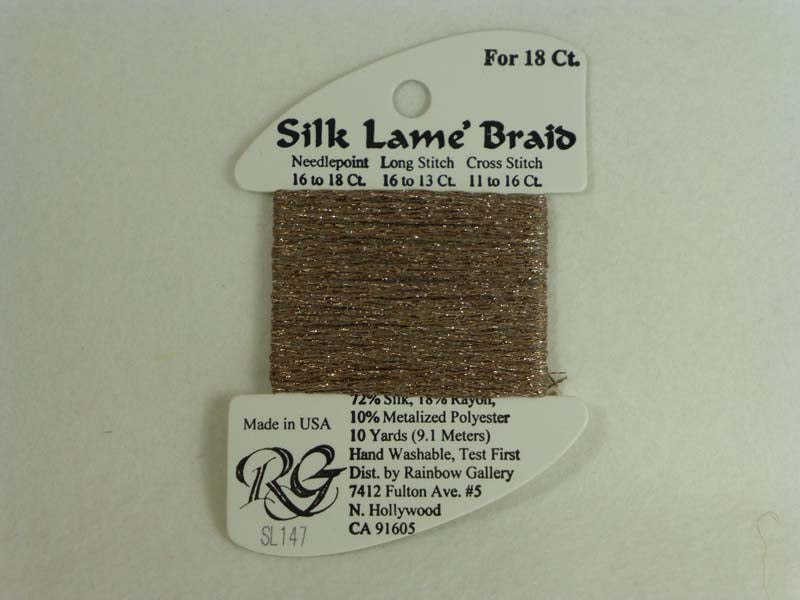 For 18 Ct.
Silk Lame' Braid
Needlepoint Long Stitch Cross Stitch
16 to 18 Ct. 16 to 13 Ct. 11 to 16 Ct.
72% Silk, 18% Rayon,
Made in USA
10% Metalized Polyester
10 Yards (9.1 Meters)
Hand Washable, Test First
RG
Dist. by Rainbow Gallery
7412 Fulton Ave. #5
N. Hollywood
SL147
CA 91605